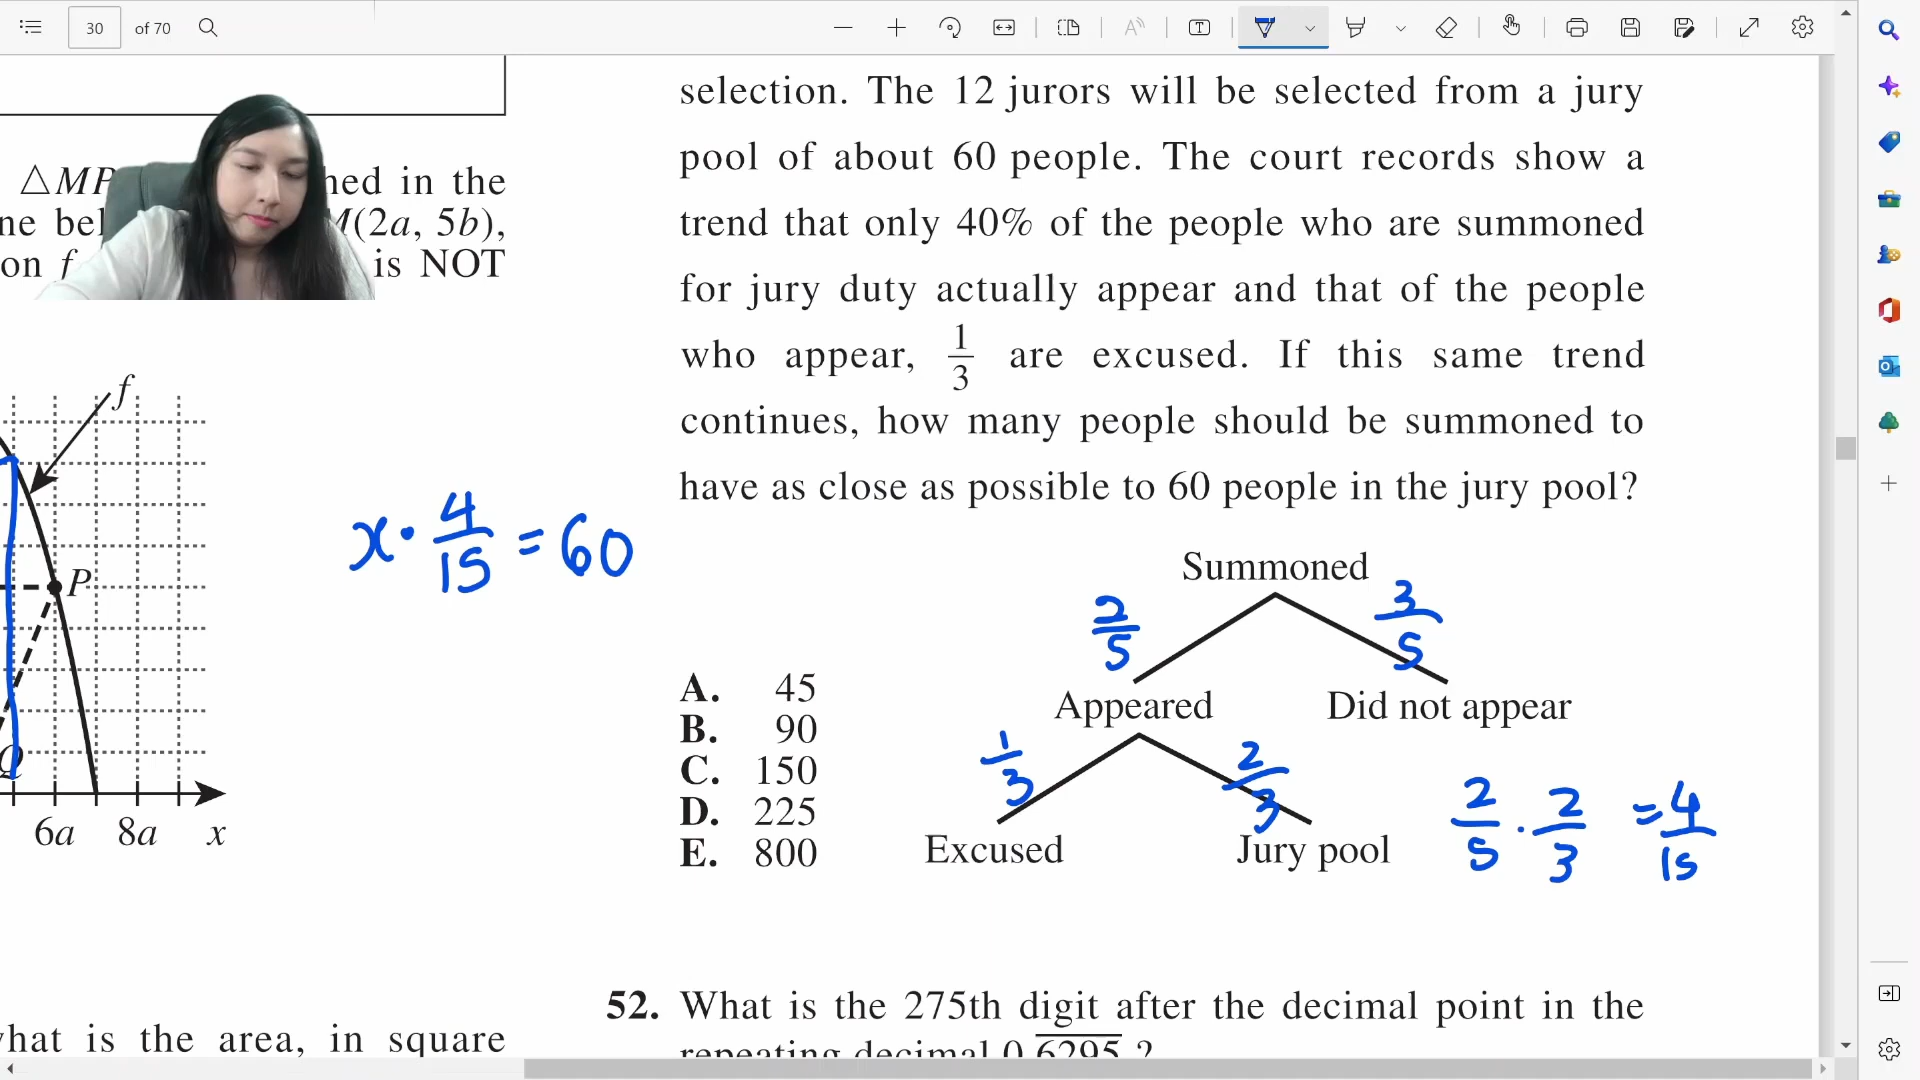 30 of 70
△MP
ned in the
ne bel
M(2a, 5b),
on f
is NOT
f
P
Q
6a 8a x
hat is the area, in square
x · 4/15 = 60
selection. The 12 jurors will be selected from a jury
pool of about 60 people. The court records show a
trend that only 40% of the people who are summoned
for jury duty actually appear and that of the people
who appear, 1/3 are excused. If this same trend
continues, how many people should be summoned to
have as close as possible to 60 people in the jury pool?
Summoned
2/5 3/5
Appeared Did not appear
1/3 2/3
Excused Jury pool
2/5 · 2/3 = 4/15
A. 45
B. 90
C. 150
D. 225
E. 800
52. What is the 275th digit after the decimal point in the
repeating decimal 0.6295 ?